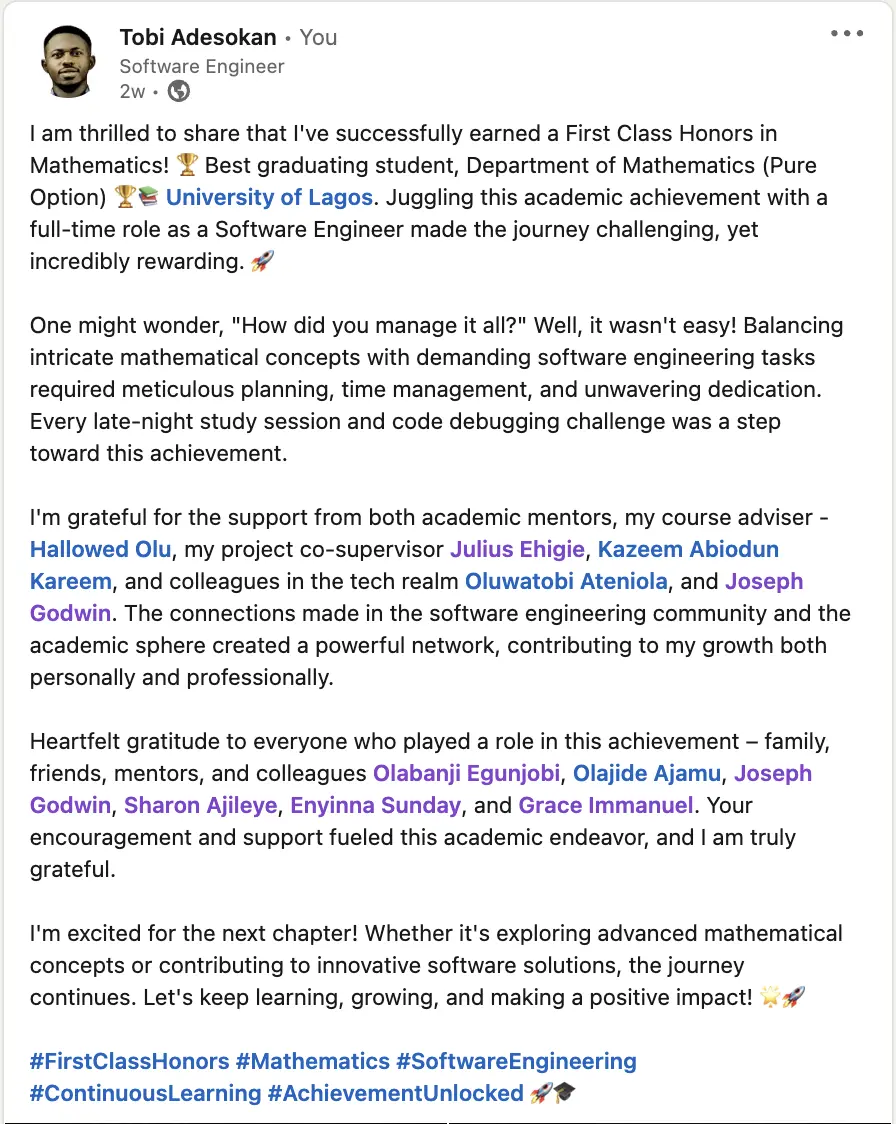 Tobi Adesokan • You
Software Engineer
2w •
I am thrilled to share that I've successfully earned a First Class Honors in
Mathematics! 🏆 Best graduating student, Department of Mathematics (Pure
Option) 🏆📚 University of Lagos. Juggling this academic achievement with a
full-time role as a Software Engineer made the journey challenging, yet
incredibly rewarding. 🚀
One might wonder, "How did you manage it all?" Well, it wasn't easy! Balancing
intricate mathematical concepts with demanding software engineering tasks
required meticulous planning, time management, and unwavering dedication.
Every late-night study session and code debugging challenge was a step
toward this achievement.
I'm grateful for the support from both academic mentors, my course adviser -
Hallowed Olu, my project co-supervisor Julius Ehigie, Kazeem Abiodun
Kareem, and colleagues in the tech realm Oluwatobi Ateniola, and Joseph
Godwin. The connections made in the software engineering community and the
academic sphere created a powerful network, contributing to my growth both
personally and professionally.
Heartfelt gratitude to everyone who played a role in this achievement – family,
friends, mentors, and colleagues Olabanji Egunjobi, Olajide Ajamu, Joseph
Godwin, Sharon Ajileye, Enyinna Sunday, and Grace Immanuel. Your
encouragement and support fueled this academic endeavor, and I am truly
grateful.
I'm excited for the next chapter! Whether it's exploring advanced mathematical
concepts or contributing to innovative software solutions, the journey
continues. Let's keep learning, growing, and making a positive impact! 🌟🚀
#FirstClassHonors #Mathematics #SoftwareEngineering
#ContinuousLearning #AchievementUnlocked 🚀🎓